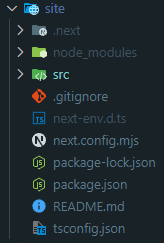 site
.next
node_modules
src
.gitignore
next-env.d.ts
next.config.mjs
package-lock.json
package.json
README.md
tsconfig.json